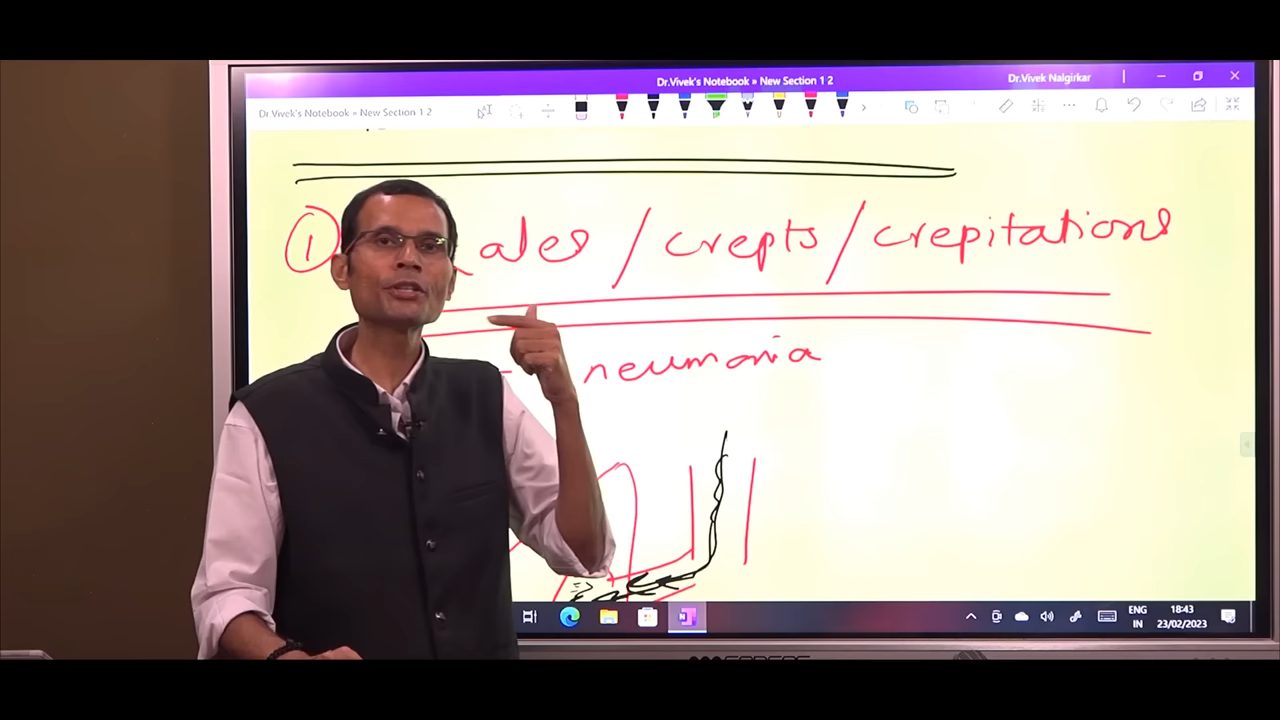 Dr.Vivek's Notebook » New Section 1 2
Dr.Vivek Nalgirkar
Dr.Vivek's Notebook » New Section 1 2
① ales / crepts / crepitations
neumonia
ENG
IN
18:43
23/02/2023